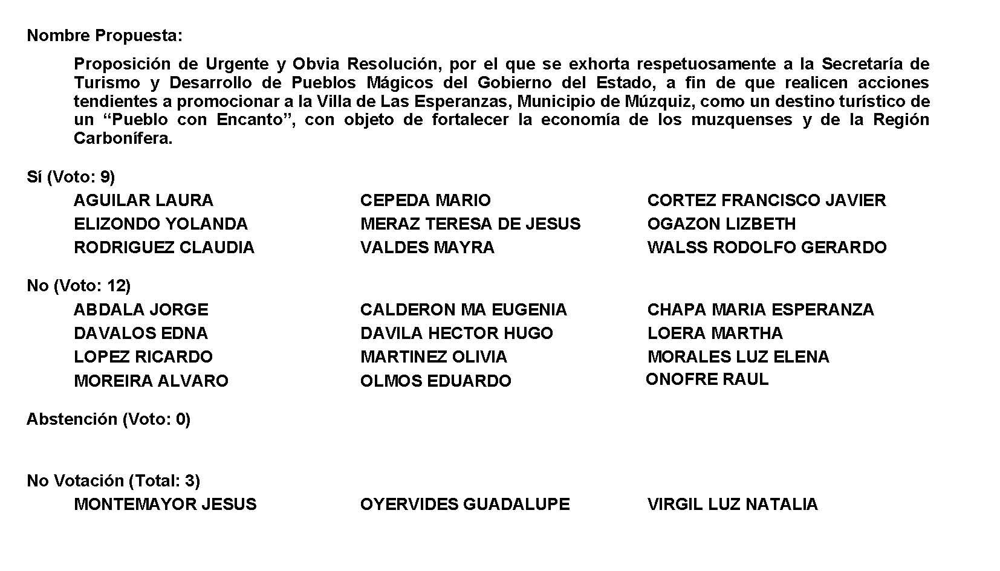 Nombre Propuesta:
Proposición de Urgente y Obvia Resolución, por el que se exhorta respetuosamente a la Secretaría de
Turismo y Desarrollo de Pueblos Mágicos del Gobierno del Estado, a fin de que realicen acciones
tendientes a promocionar a la Villa de Las Esperanzas, Municipio de Múzquiz, como un destino turístico de
un “Pueblo con Encanto”, con objeto de fortalecer la economía de los muzquenses y de la Región
Carbonífera.
Sí (Voto: 9)
AGUILAR LAURA CEPEDA MARIO CORTEZ FRANCISCO JAVIER
ELIZONDO YOLANDA MERAZ TERESA DE JESUS OGAZON LIZBETH
RODRIGUEZ CLAUDIA VALDES MAYRA WALSS RODOLFO GERARDO
No (Voto: 12)
ABDALA JORGE CALDERON MA EUGENIA CHAPA MARIA ESPERANZA
DAVALOS EDNA DAVILA HECTOR HUGO LOERA MARTHA
LOPEZ RICARDO MARTINEZ OLIVIA MORALES LUZ ELENA
MOREIRA ALVARO OLMOS EDUARDO ONOFRE RAUL
Abstención (Voto: 0)
No Votación (Total: 3)
MONTEMAYOR JESUS OYERVIDES GUADALUPE VIRGIL LUZ NATALIA